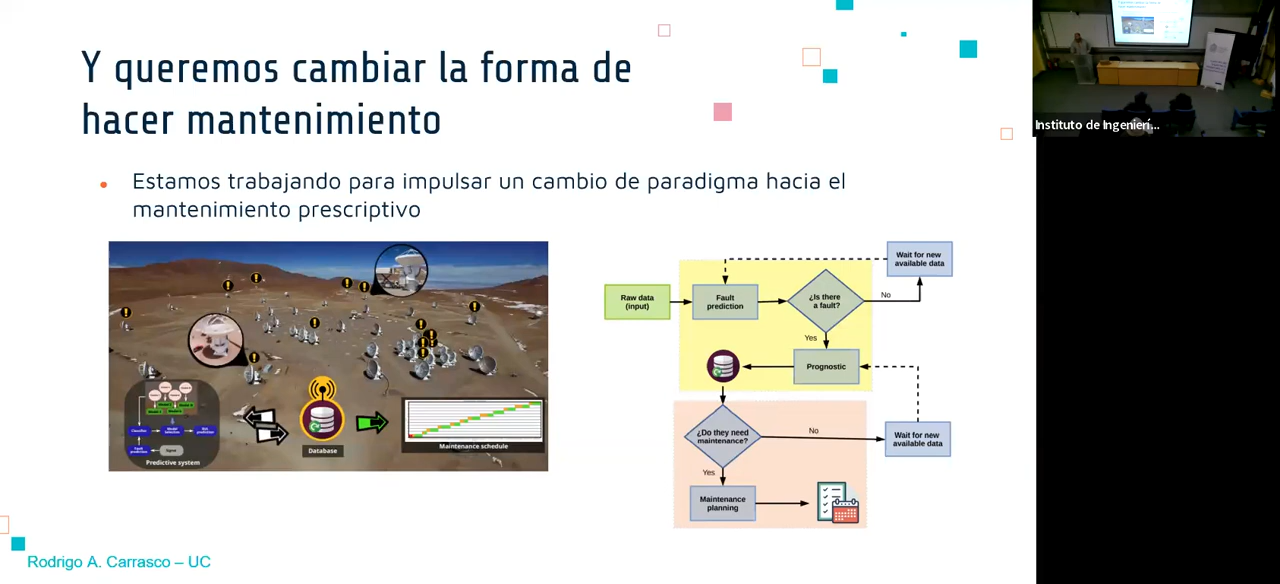 Y queremos cambiar la forma de
hacer mantenimiento
Instituto de Ingenierí...
• Estamos trabajando para impulsar un cambio de paradigma hacia el
mantenimiento prescriptivo
Predictive system
Database
Maintenance schedule
Raw data
(input)
Fault
prediction
¿Is there
a fault?
No
Wait for new
available data
Yes
Prognostic
¿Do they need
maintenance?
No
Wait for new
available data
Yes
Maintenance
planning
Rodrigo A. Carrasco – UC